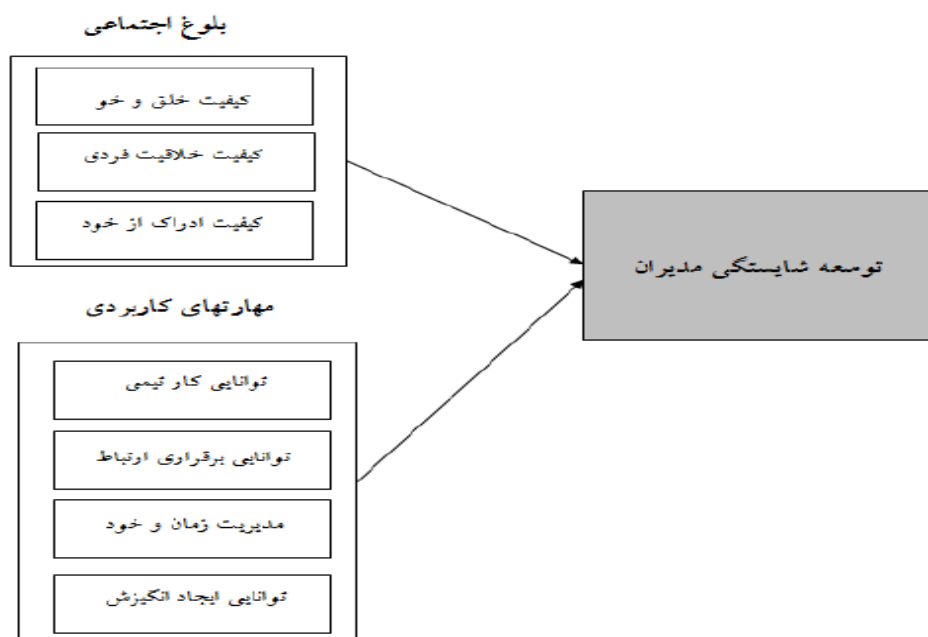 بلوغ اجتماعی
کیفیت خلق و خو
کیفیت خلاقیت فردی
کیفیت ادراک از خود
توسعه شایستگی مدیران
مهارتهای کاربردی
توانایی کار تیمی
توانایی برقراری ارتباط
مدیریت زمان و خود
توانایی ایجاد انگیزش